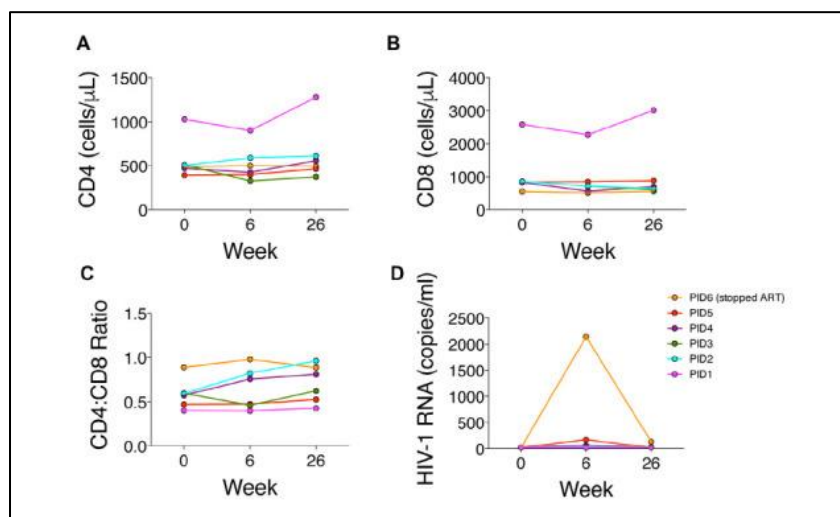 A
CD4 (cells/µL)
1500
1000
500
0
0 6 26
Week
B
CD8 (cells/µL)
4000
3000
2000
1000
0
0 6 26
Week
C
CD4:CD8 Ratio
1.5
1.0
0.5
0.0
0 6 26
Week
D
HIV-1 RNA (copies/ml)
2500
2000
1500
1000
500
0
0 6 26
Week
PID6 (stopped ART)
PID5
PID4
PID3
PID2
PID1